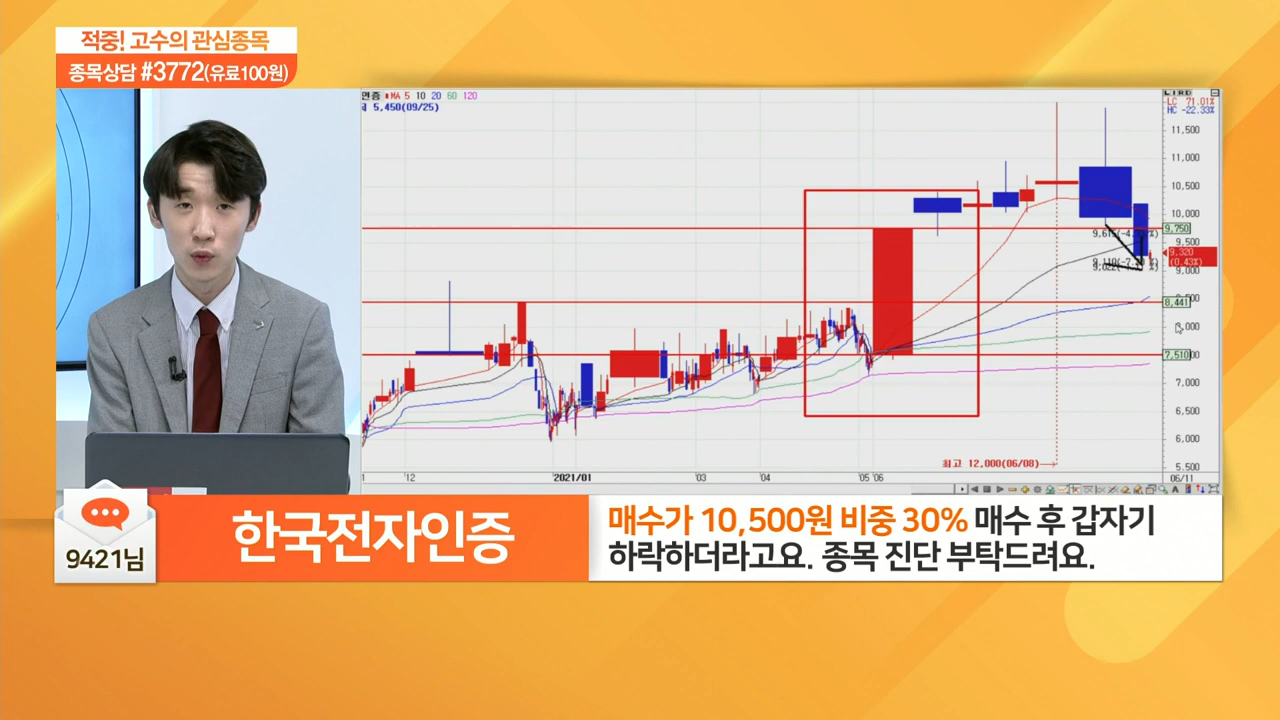 적중! 고수의 관심종목
종목상담 #3772(유료100원)
MA 5 10 20 60 120
5,450(09/25)
LC 71.01%
HC -22.33%
11,500
11,000
10,500
10,000
9,750
9,500
9,320
(0.43%)
9,000
8,441
8,000
7,510
7,000
6,500
6,000
5,500
최고 12,000(06/08)
'12
2021/01
'03
'04
'05
'06
06/11
9421님
한국전자인증
매수가 10,500원 비중 30% 매수 후 갑자기
하락하더라고요. 종목 진단 부탁드려요.